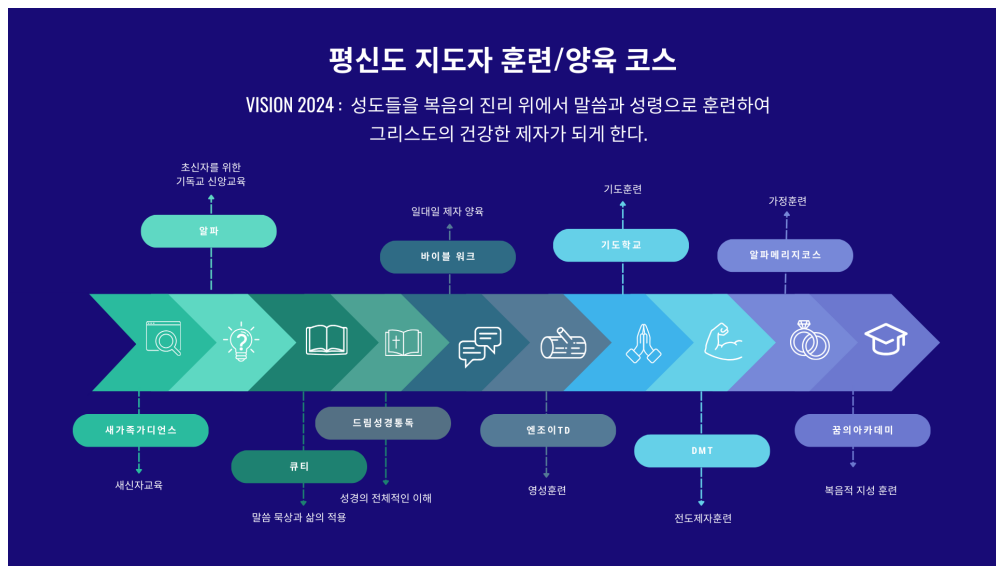 평신도 지도자 훈련/양육 코스
VISION 2024 : 성도들을 복음의 진리 위에서 말씀과 성령으로 훈련하여
그리스도의 건강한 제자가 되게 한다.
초신자를 위한
기독교 신앙교육
알파
일대일 제자 양육
바이블 워크
기도훈련
기도학교
가정훈련
알파메리지코스
?
새가족가디언스
새신자교육
큐티
말씀 묵상과 삶의 적용
드림성경통독
성경의 전체적인 이해
엔조이TD
영성훈련
DMT
전도제자훈련
꿈의아카데미
복음적 지성 훈련